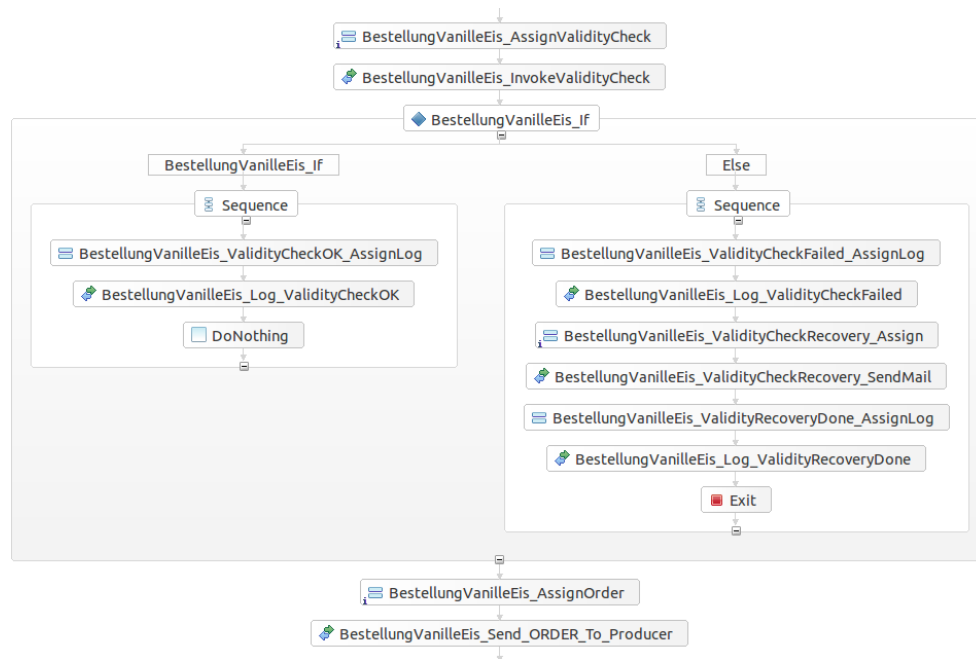 BestellungVanilleEis_AssignValidityCheck
BestellungVanilleEis_InvokeValidityCheck
BestellungVanilleEis_If
BestellungVanilleEis_If
Sequence
BestellungVanilleEis_ValidityCheckOK_AssignLog
BestellungVanilleEis_Log_ValidityCheckOK
DoNothing
Else
Sequence
BestellungVanilleEis_ValidityCheckFailed_AssignLog
BestellungVanilleEis_Log_ValidityCheckFailed
BestellungVanilleEis_ValidityCheckRecovery_Assign
BestellungVanilleEis_ValidityCheckRecovery_SendMail
BestellungVanilleEis_ValidityRecoveryDone_AssignLog
BestellungVanilleEis_Log_ValidityRecoveryDone
Exit
BestellungVanilleEis_AssignOrder
BestellungVanilleEis_Send_ORDER_To_Producer